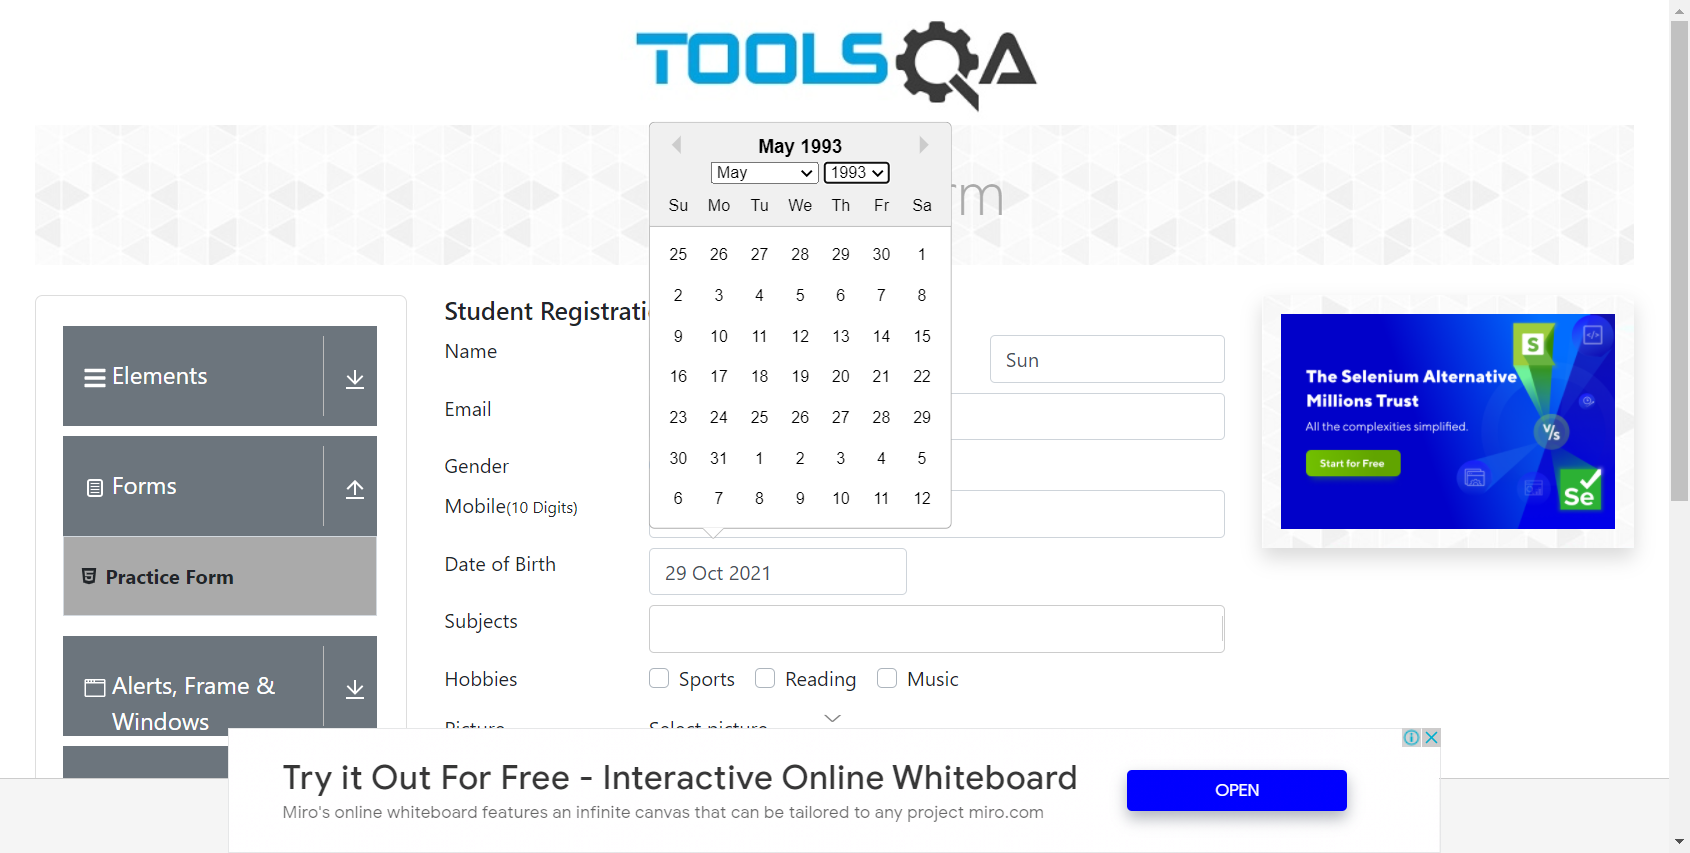 TOOLSQA
May 1993
May 1993
rm
Su Mo Tu We Th Fr Sa
25 26 27 28 29 30 1
2 3 4 5 6 7 8
9 10 11 12 13 14 15
16 17 18 19 20 21 22
23 24 25 26 27 28 29
30 31 1 2 3 4 5
6 7 8 9 10 11 12
Elements
Forms
Practice Form
Alerts, Frame &
Windows
Student Registrati
Name
Sun
Email
Gender
Mobile(10 Digits)
Date of Birth
29 Oct 2021
Subjects
Hobbies
Sports Reading Music
Picture
Select picture
The Selenium Alternative
Millions Trust
All the complexities simplified.
Start for Free
S
V/s
Se
Try it Out For Free - Interactive Online Whiteboard
Miro's online whiteboard features an infinite canvas that can be tailored to any project miro.com
OPEN